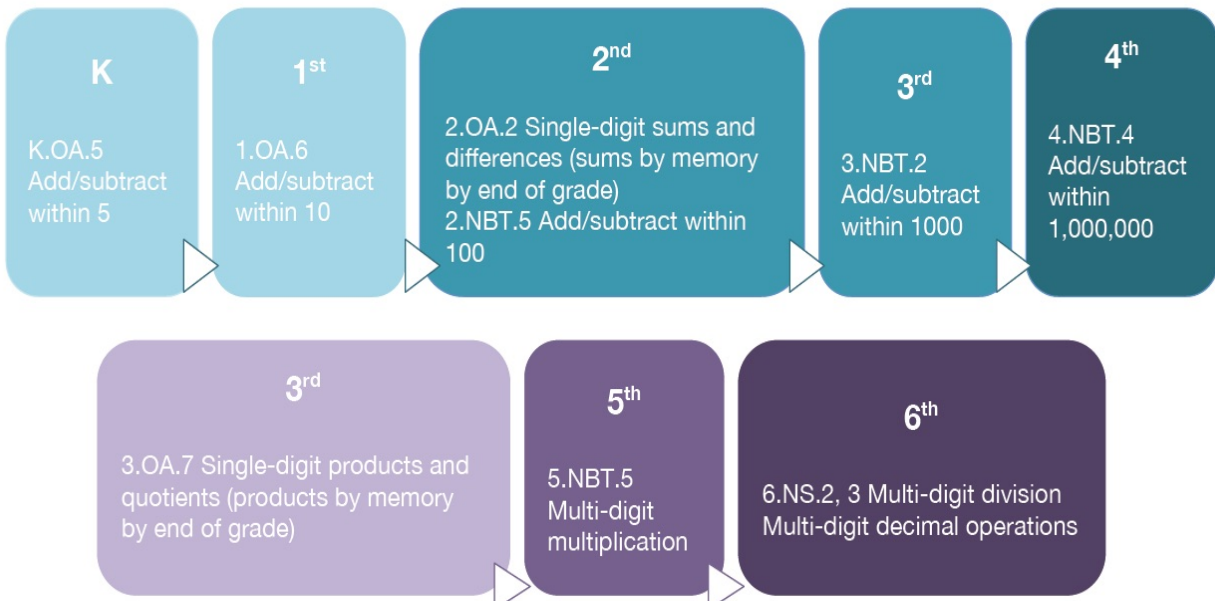 K
K.OA.5
Add/subtract
within 5
1st
1.OA.6
Add/subtract
within 10
2nd
2.OA.2 Single-digit sums and
differences (sums by memory
by end of grade)
2.NBT.5 Add/subtract within
100
3rd
3.NBT.2
Add/subtract
within 1000
4th
4.NBT.4
Add/subtract
within
1,000,000
3rd
3.OA.7 Single-digit products and
quotients (products by memory
by end of grade)
5th
5.NBT.5
Multi-digit
multiplication
6th
6.NS.2, 3 Multi-digit division
Multi-digit decimal operations